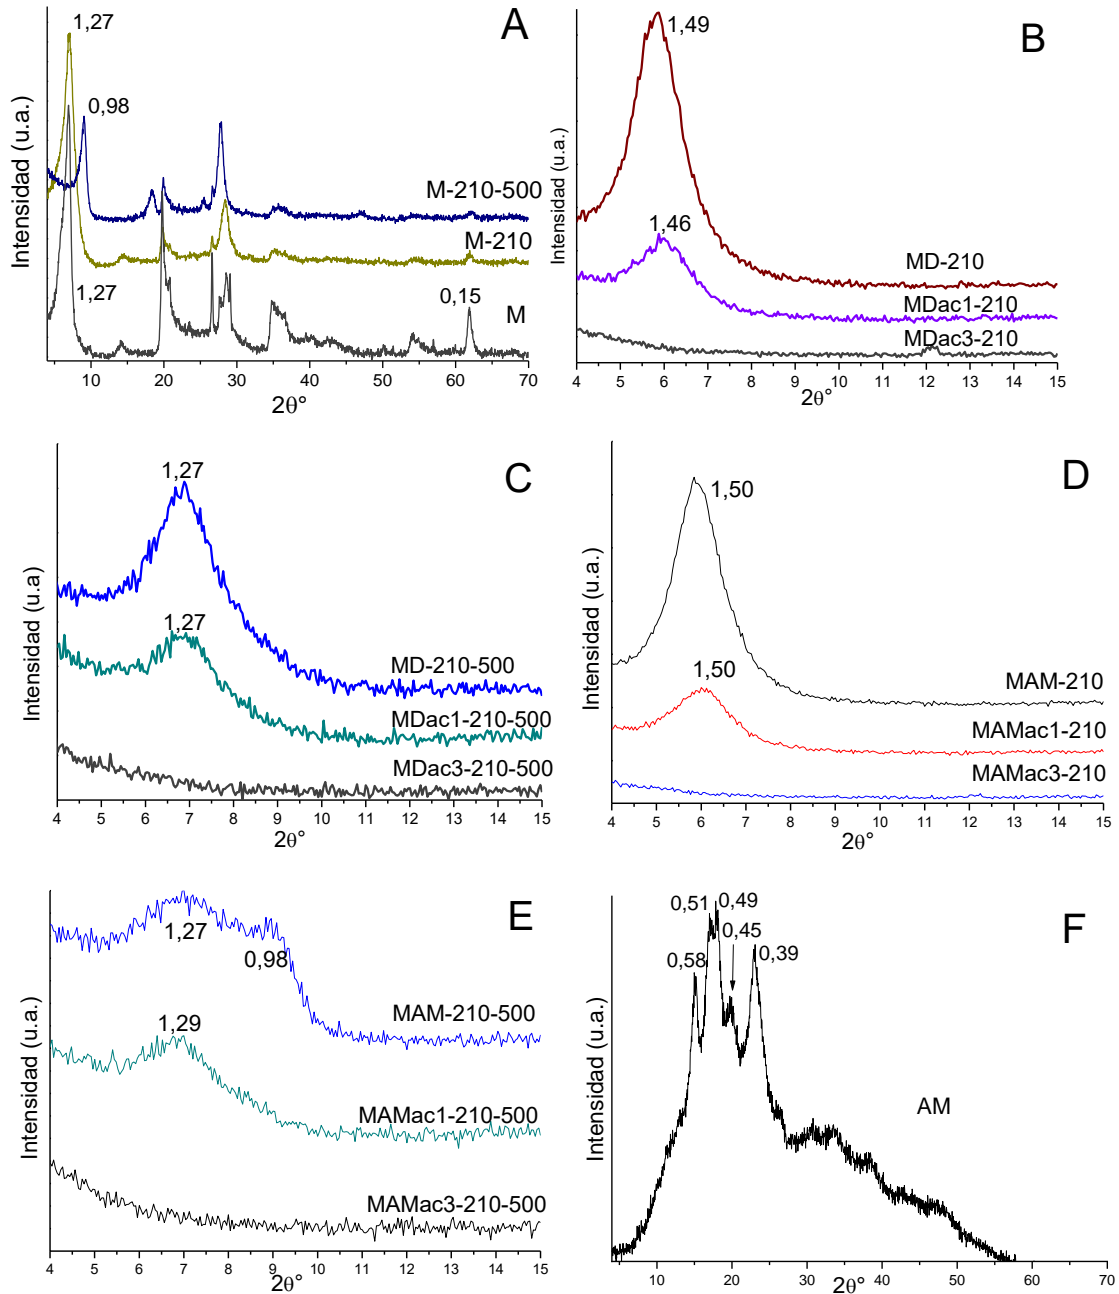 A
1,27
0,98
M-210-500
M-210
1,27
0,15
M
Intensidad (u.a.)
10 20 30 40 50 60 70
2θ°
B
1,49
1,46
MD-210
MDac1-210
MDac3-210
Intensidad (u.a.)
4 5 6 7 8 9 10 11 12 13 14 15
2θ°
C
1,27
1,27
MD-210-500
MDac1-210-500
MDac3-210-500
Intensidad (u.a)
4 5 6 7 8 9 10 11 12 13 14 15
2θ°
D
1,50
1,50
MAM-210
MAMac1-210
MAMac3-210
Intensidad (u.a.)
4 5 6 7 8 9 10 11 12 13 14 15
2θ°
E
1,27
0,98
MAM-210-500
1,29
MAMac1-210-500
MAMac3-210-500
Intensidad (u.a.)
4 5 6 7 8 9 10 11 12 13 14 15
2θ°
F
0,51 0,49
0,45
0,58 0,39
AM
Intensidad (u.a.)
10 20 30 40 50 60 70
2θ°